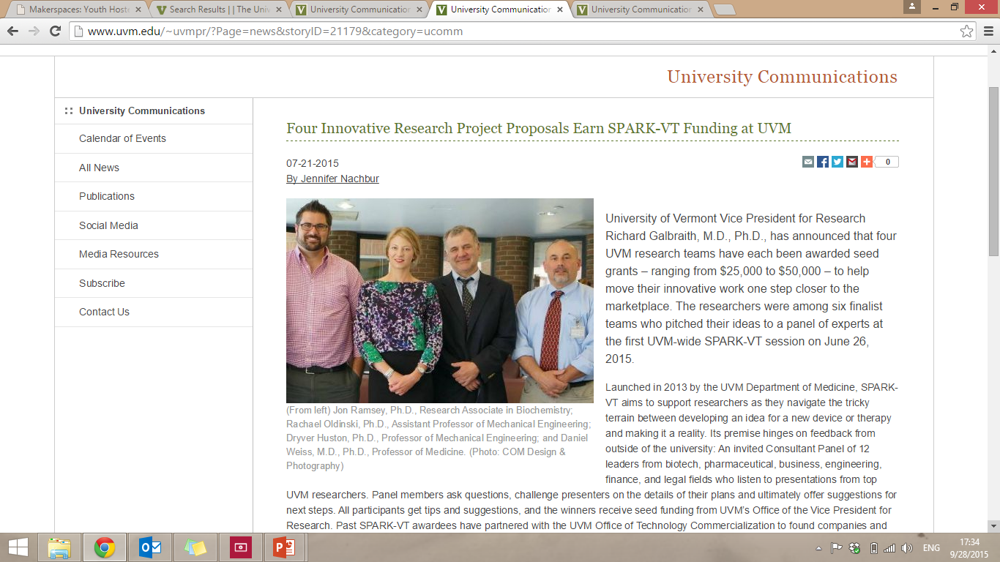 Makerspaces: Youth Hoste
Search Results | | The Univ
University Communication
University Communication
University Communication
www.uvm.edu/~uvmpr/?Page=news&storyID=21179&category=ucomm
University Communications
University Communications
Calendar of Events
All News
Publications
Social Media
Media Resources
Subscribe
Contact Us
Four Innovative Research Project Proposals Earn SPARK-VT Funding at UVM
07-21-2015
0
By Jennifer Nachbur
(From left) Jon Ramsey, Ph.D., Research Associate in Biochemistry;
Rachael Oldinski, Ph.D., Assistant Professor of Mechanical Engineering;
Dryver Huston, Ph.D., Professor of Mechanical Engineering; and Daniel
Weiss, M.D., Ph.D., Professor of Medicine. (Photo: COM Design &
Photography)
University of Vermont Vice President for Research
Richard Galbraith, M.D., Ph.D., has announced that four
UVM research teams have each been awarded seed
grants – ranging from $25,000 to $50,000 – to help
move their innovative work one step closer to the
marketplace. The researchers were among six finalist
teams who pitched their ideas to a panel of experts at
the first UVM-wide SPARK-VT session on June 26,
2015.
Launched in 2013 by the UVM Department of Medicine, SPARK-
VT aims to support researchers as they navigate the tricky
terrain between developing an idea for a new device or therapy
and making it a reality. Its premise hinges on feedback from
outside of the university: An invited Consultant Panel of 12
leaders from biotech, pharmaceutical, business, engineering,
finance, and legal fields who listen to presentations from top
UVM researchers. Panel members ask questions, challenge presenters on the details of their plans and ultimately offer suggestions for
next steps. All participants get tips and suggestions, and the winners receive seed funding from UVM's Office of the Vice President for
Research. Past SPARK-VT awardees have partnered with the UVM Office of Technology Commercialization to found companies and
ENG
17:34
9/28/2015